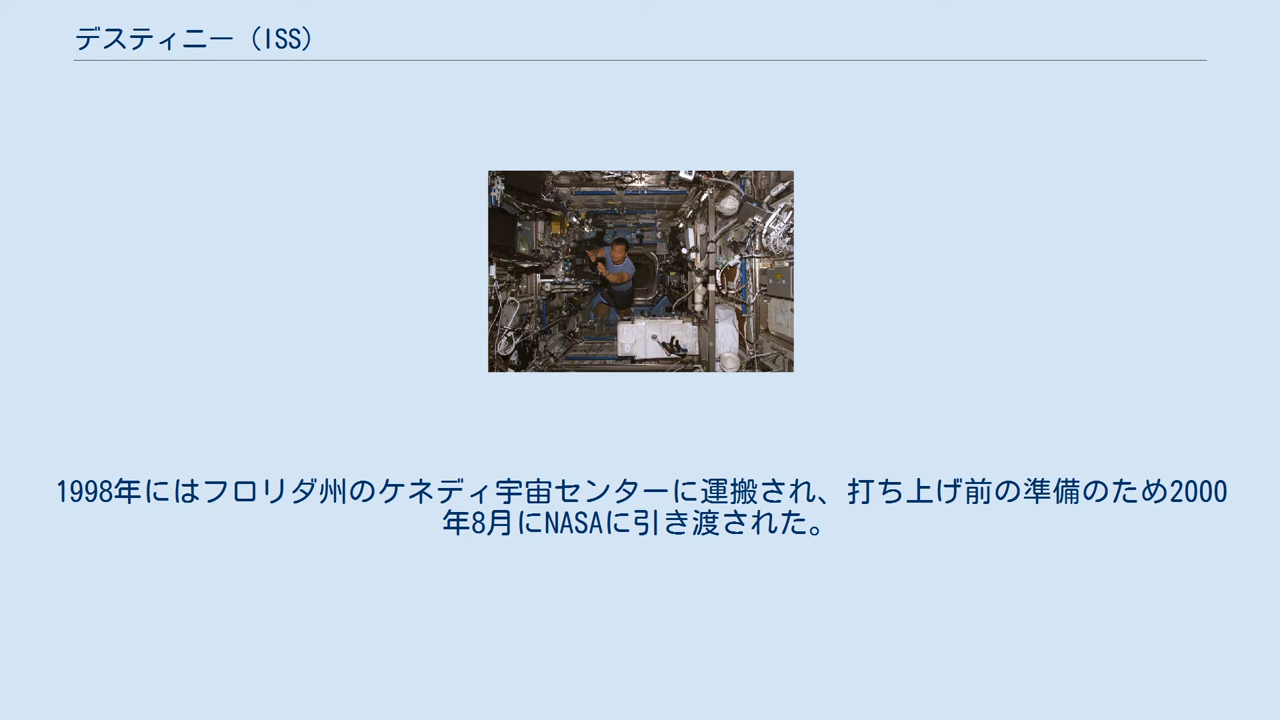 デスティニー（ISS）
1998年にはフロリダ州のケネディ宇宙センターに運搬され、打ち上げ前の準備のため2000
年8月にNASAに引き渡された。